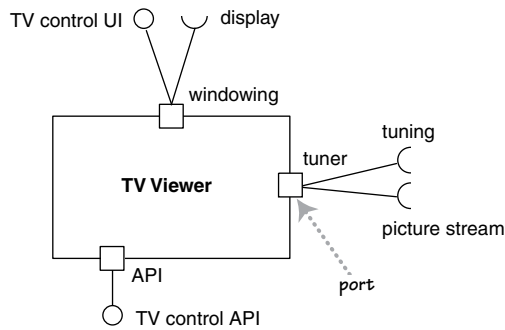 TV control UI
display
windowing
tuning
tuner
TV Viewer
picture stream
API
port
TV control API